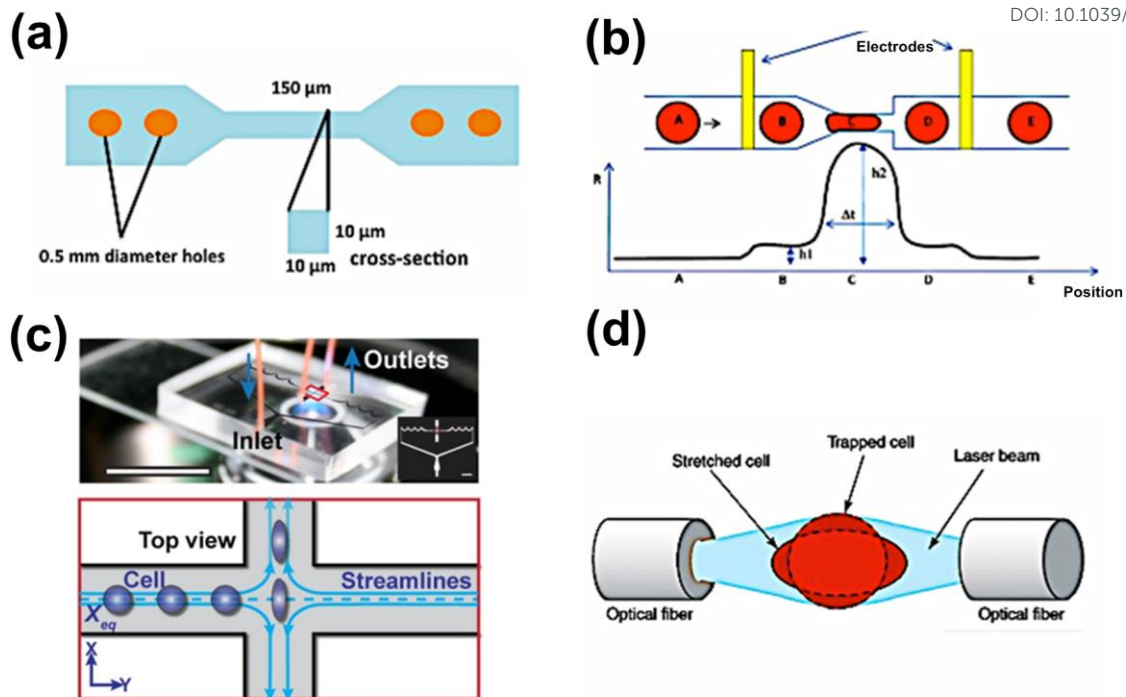 DOI: 10.1039/
(a)
150 µm
0.5 mm diameter holes
10 µm
10 µm
cross-section
(b)
Electrodes
A
B
C
D
E
R
h2
Δt
h1
A
B
C
D
E
Position
(c)
Outlets
Inlet
Top view
Cell
Streamlines
Xeq
X
Y
(d)
Trapped cell
Stretched cell
Laser beam
Optical fiber
Optical fiber